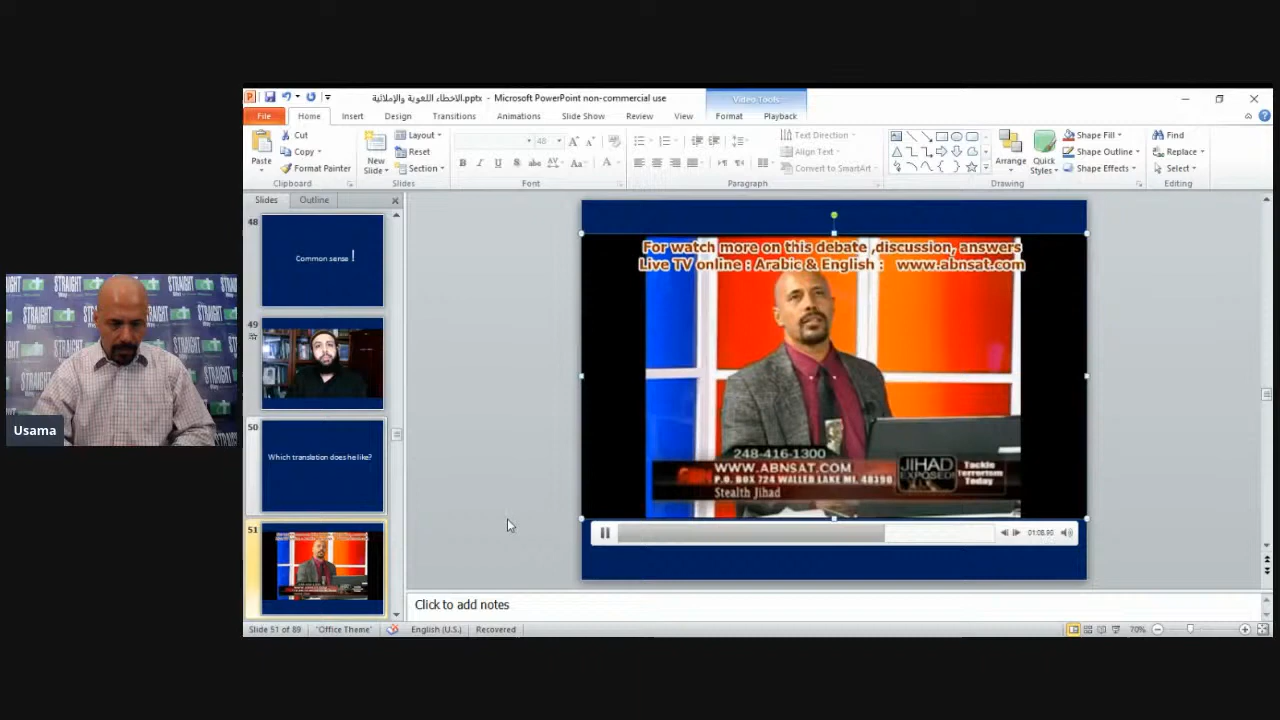 الاخطاء اللغوية والإملائية.pptx - Microsoft PowerPoint non-commercial use
Video Tools
File
Home
Insert
Design
Transitions
Animations
Slide Show
Review
View
Format
Playback
Paste
Cut
Copy
Format Painter
Clipboard
New
Slide
Layout
Reset
Section
Slides
48
Font
Text Direction
Align Text
Convert to SmartArt
Paragraph
Arrange
Quick
Styles
Shape Fill
Shape Outline
Shape Effects
Drawing
Find
Replace
Select
Editing
Slides
Outline
48
Common sense !
49
50
Which translation does he like?
51
STRAIGHT
Way
Usama
For watch more on this debate ,discussion, answers
Live TV online : Arabic & English : www.abnsat.com
248-416-1300
WWW.ABNSAT.COM
P.O. BOX 724 WALLED LAKE MI. 48390
Stealth Jihad
JIHAD
EXPOSED
Tackle
Terrorism
Today
01:08.95
Click to add notes
Slide 51 of 89
"Office Theme"
English (U.S.)
Recovered
70%